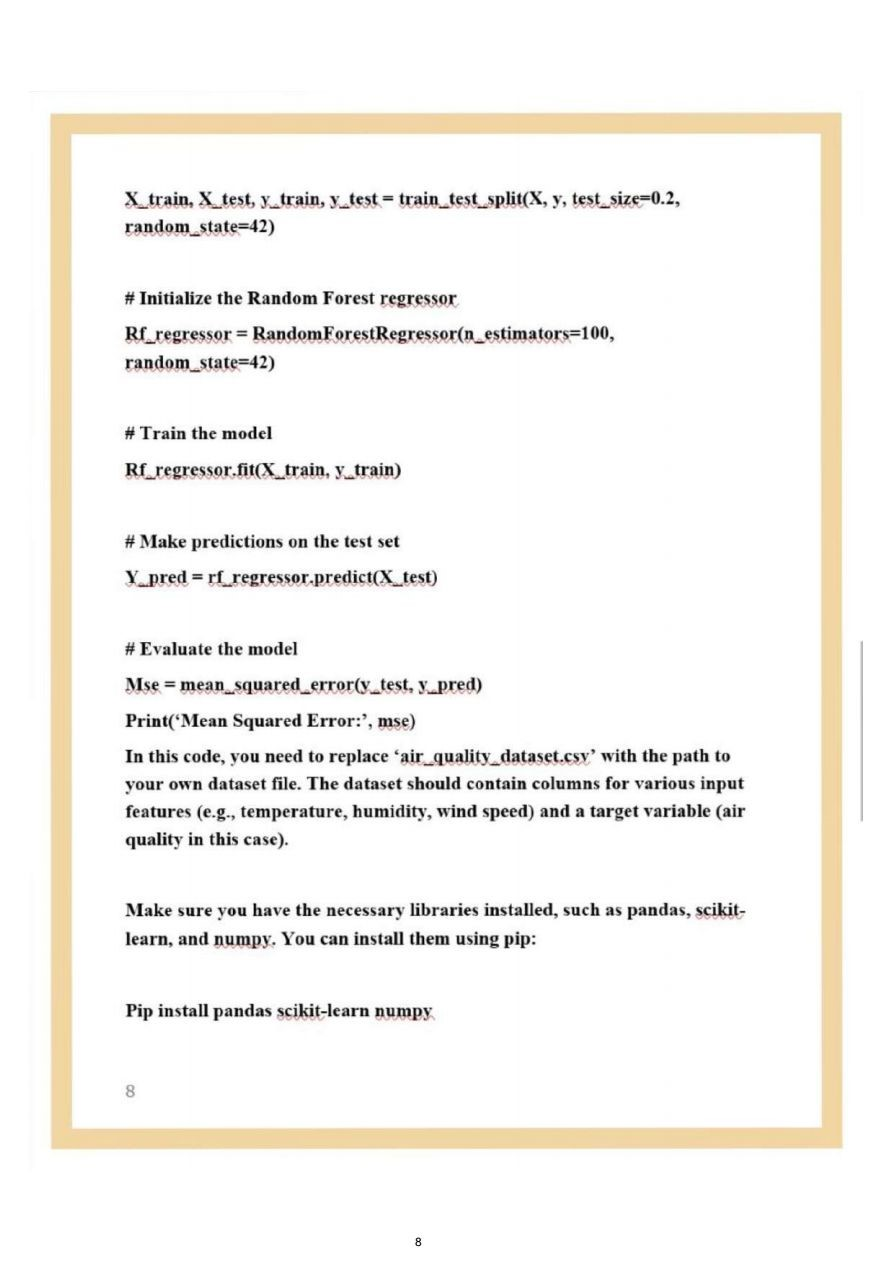 X_train, X_test, y_train, y_test = train_test_split(X, y, test_size=0.2,
random_state=42)
# Initialize the Random Forest regressor
Rf_regressor = RandomForestRegressor(n_estimators=100,
random_state=42)
# Train the model
Rf_regressor.fit(X_train, y_train)
# Make predictions on the test set
Y_pred = rf_regressor.predict(X_test)
# Evaluate the model
Mse = mean_squared_error(y_test, y_pred)
Print(‘Mean Squared Error:’, mse)
In this code, you need to replace ‘air_quality_dataset.csv’ with the path to
your own dataset file. The dataset should contain columns for various input
features (e.g., temperature, humidity, wind speed) and a target variable (air
quality in this case).
Make sure you have the necessary libraries installed, such as pandas, scikit-
learn, and numpy. You can install them using pip:
Pip install pandas scikit-learn numpy
8
8